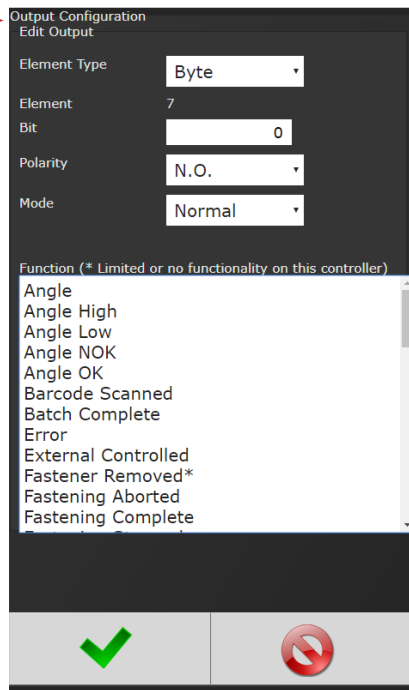 Output Configuration
Edit Output
Element Type
Byte
Element
7
Bit
0
Polarity
N.O.
Mode
Normal
Function (* Limited or no functionality on this controller)
Angle
Angle High
Angle Low
Angle NOK
Angle OK
Barcode Scanned
Batch Complete
Error
External Controlled
Fastener Removed*
Fastening Aborted
Fastening Complete